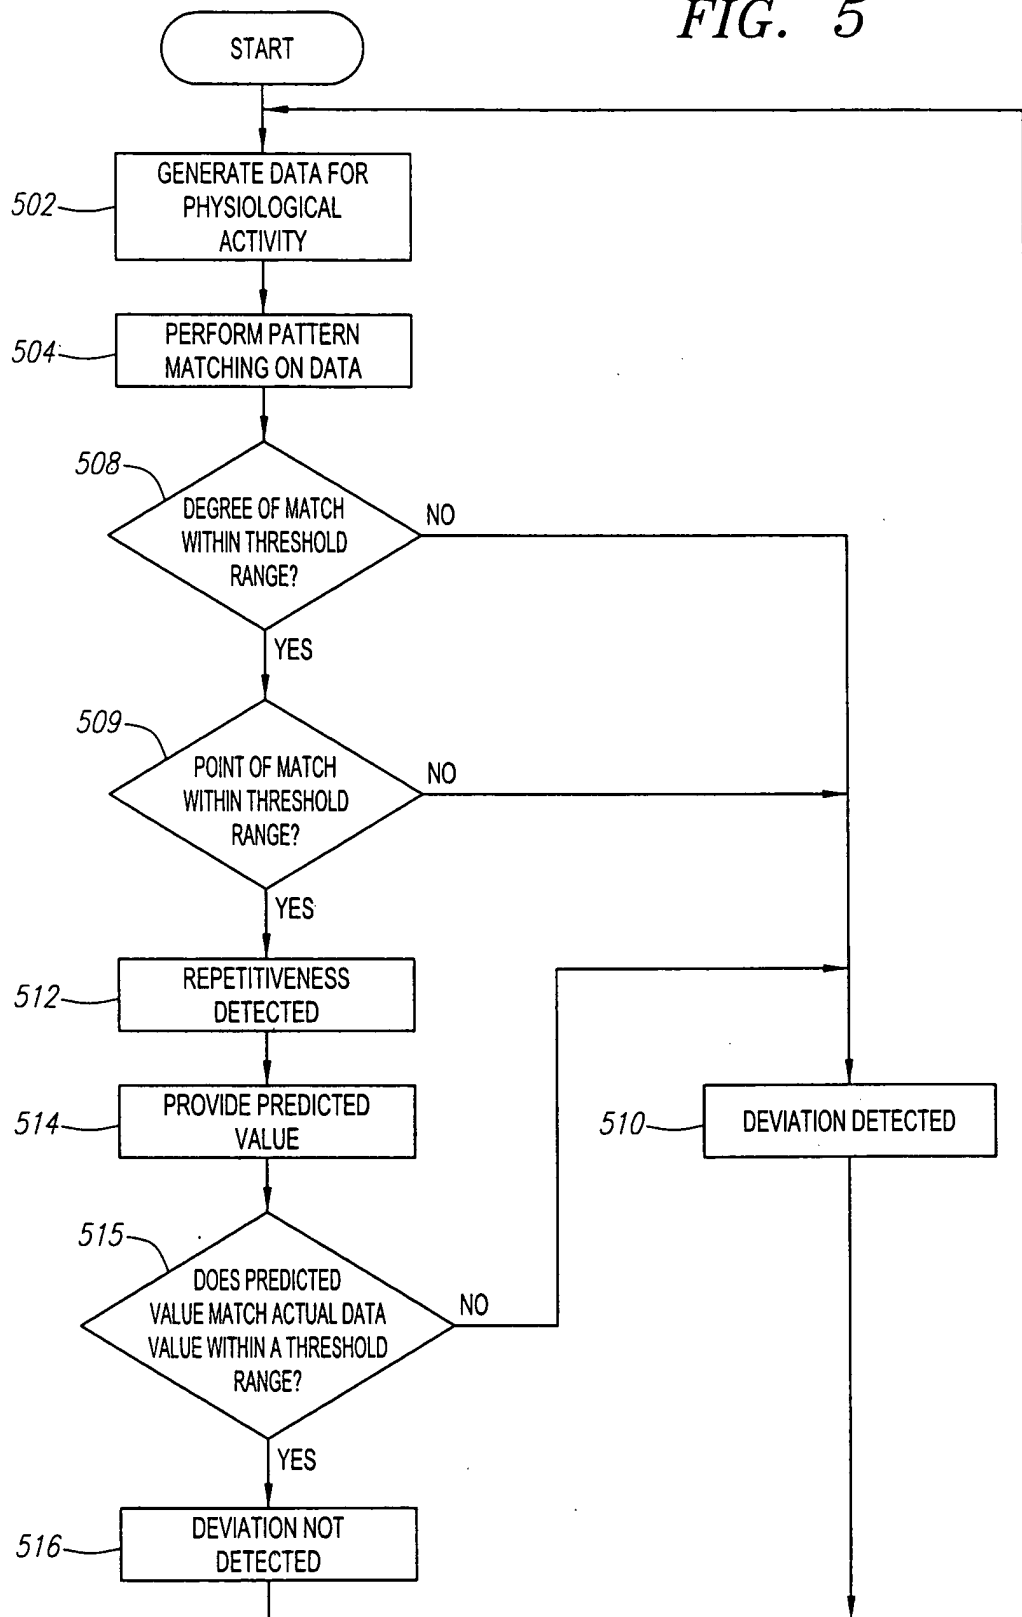 FIG. 5
START
502
GENERATE DATA FOR
PHYSIOLOGICAL
ACTIVITY
504
PERFORM PATTERN
MATCHING ON DATA
508
DEGREE OF MATCH
WITHIN THRESHOLD
RANGE?
NO
YES
509
POINT OF MATCH
WITHIN THRESHOLD
RANGE?
NO
YES
512
REPETITIVENESS
DETECTED
514
PROVIDE PREDICTED
VALUE
510
DEVIATION DETECTED
515
DOES PREDICTED
VALUE MATCH ACTUAL DATA
VALUE WITHIN A THRESHOLD
RANGE?
NO
YES
516
DEVIATION NOT
DETECTED